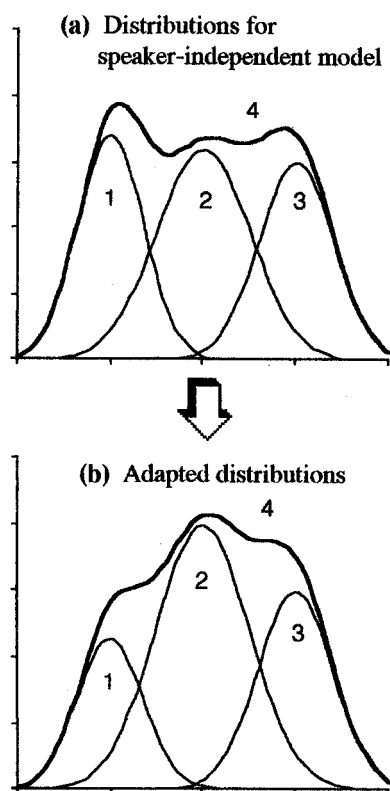 (a) Distributions for
speaker-independent model
4
1
2
3
(b) Adapted distributions
4
2
3
1